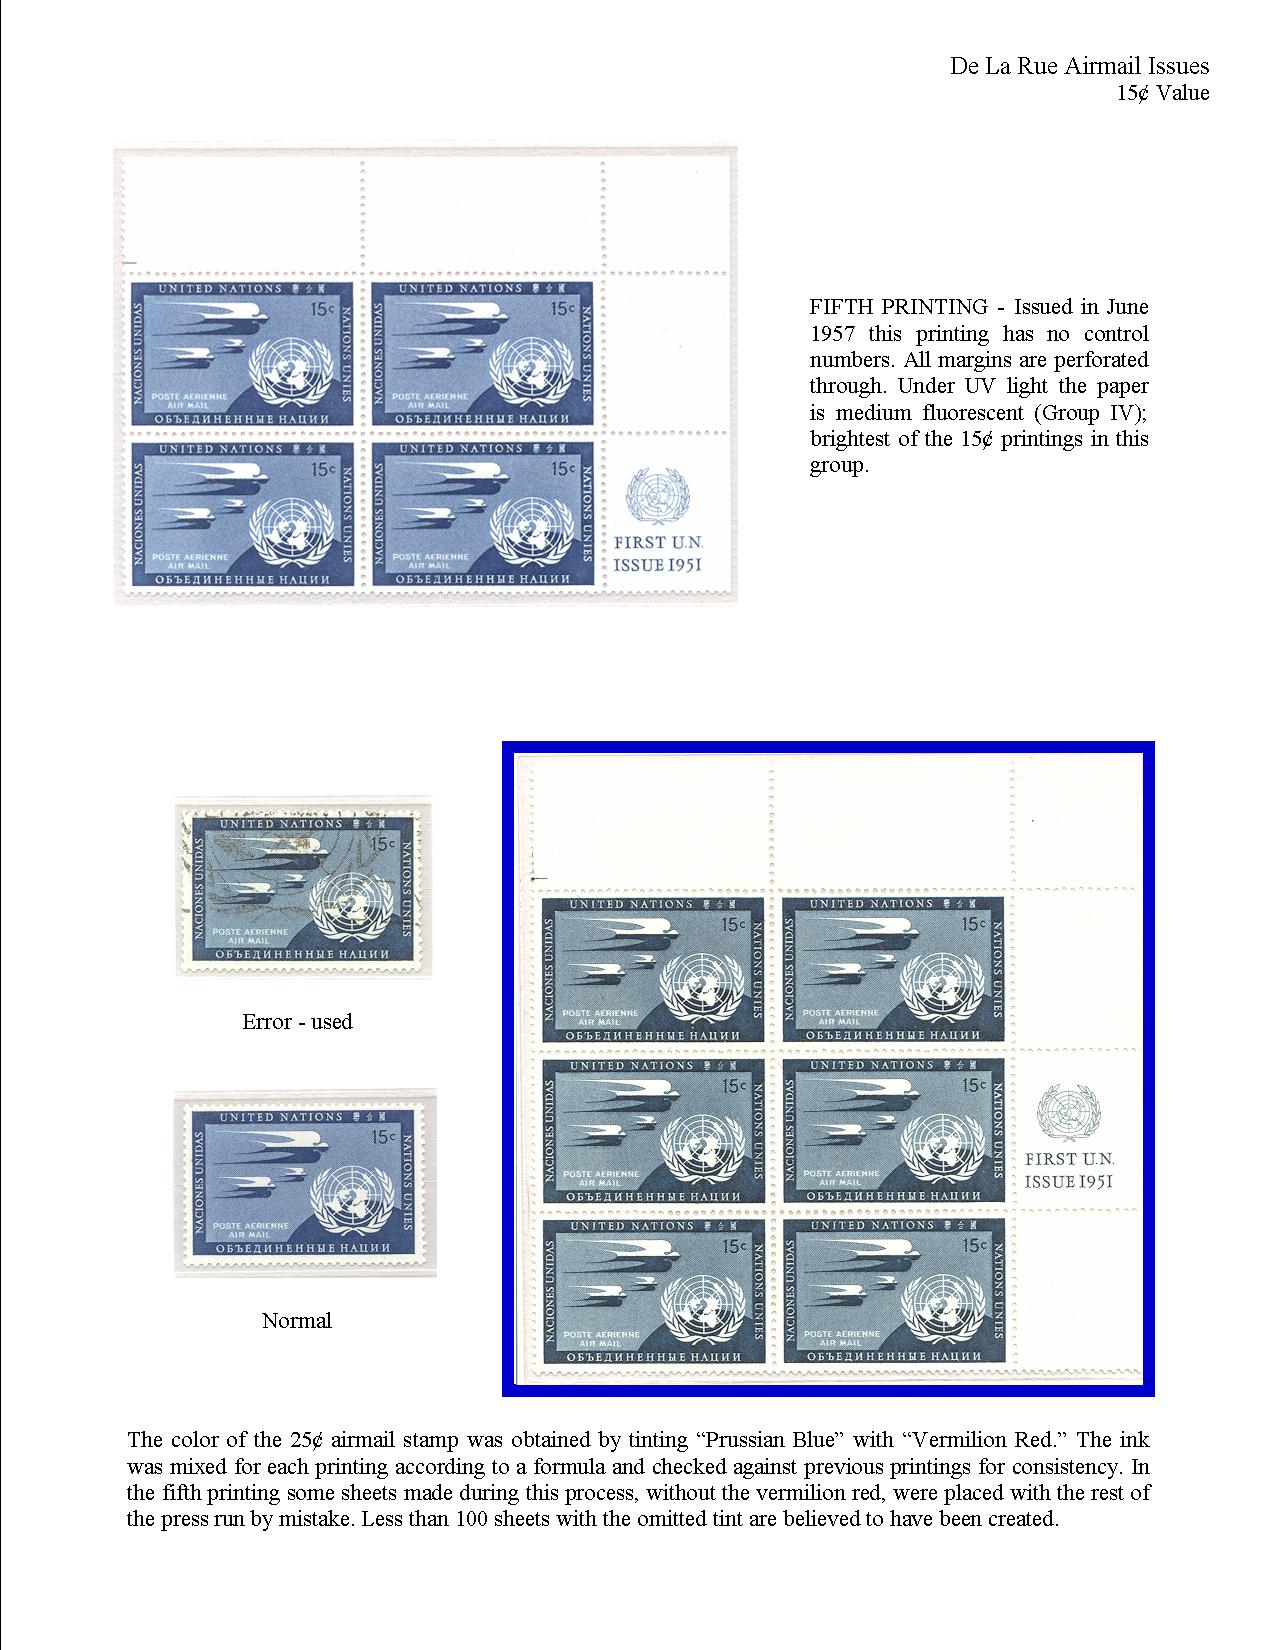 De La Rue Airmail Issues
15¢ Value
UNITED NATIONS 聯合國
15c
NACIONES UNIDAS
NATIONS UNIES
POSTE AERIENNE
AIR MAIL
ОБЪЕДИНЕННЫЕ НАЦИИ
UNITED NATIONS 聯合國
15c
NACIONES UNIDAS
NATIONS UNIES
POSTE AERIENNE
AIR MAIL
ОБЪЕДИНЕННЫЕ НАЦИИ
UNITED NATIONS 聯合國
15c
NACIONES UNIDAS
NATIONS UNIES
POSTE AERIENNE
AIR MAIL
ОБЪЕДИНЕННЫЕ НАЦИИ
UNITED NATIONS 聯合國
15c
NACIONES UNIDAS
NATIONS UNIES
POSTE AERIENNE
AIR MAIL
ОБЪЕДИНЕННЫЕ НАЦИИ
FIRST U.N.
ISSUE 1951
FIFTH PRINTING - Issued in June
1957 this printing has no control
numbers. All margins are perforated
through. Under UV light the paper
is medium fluorescent (Group IV);
brightest of the 15¢ printings in this
group.
UNITED NATIONS 聯合國
15c
NACIONES UNIDAS
NATIONS UNIES
POSTE AERIENNE
AIR MAIL
ОБЪЕДИНЕННЫЕ НАЦИИ
Error - used
UNITED NATIONS 聯合國
15c
NACIONES UNIDAS
NATIONS UNIES
POSTE AERIENNE
AIR MAIL
ОБЪЕДИНЕННЫЕ НАЦИИ
Normal
UNITED NATIONS 聯合國
15c
NACIONES UNIDAS
NATIONS UNIES
POSTE AERIENNE
AIR MAIL
ОБЪЕДИНЕННЫЕ НАЦИИ
UNITED NATIONS 聯合國
15c
NACIONES UNIDAS
NATIONS UNIES
POSTE AERIENNE
AIR MAIL
ОБЪЕДИНЕННЫЕ НАЦИИ
UNITED NATIONS 聯合國
15c
NACIONES UNIDAS
NATIONS UNIES
POSTE AERIENNE
AIR MAIL
ОБЪЕДИНЕННЫЕ НАЦИИ
UNITED NATIONS 聯合國
15c
NACIONES UNIDAS
NATIONS UNIES
POSTE AERIENNE
AIR MAIL
ОБЪЕДИНЕННЫЕ НАЦИИ
FIRST U.N.
ISSUE 1951
UNITED NATIONS 聯合國
15c
NACIONES UNIDAS
NATIONS UNIES
POSTE AERIENNE
AIR MAIL
ОБЪЕДИНЕННЫЕ НАЦИИ
UNITED NATIONS 聯合國
15c
NACIONES UNIDAS
NATIONS UNIES
POSTE AERIENNE
AIR MAIL
ОБЪЕДИНЕННЫЕ НАЦИИ
The color of the 25¢ airmail stamp was obtained by tinting “Prussian Blue” with “Vermilion Red.” The ink
was mixed for each printing according to a formula and checked against previous printings for consistency. In
the fifth printing some sheets made during this process, without the vermilion red, were placed with the rest of
the press run by mistake. Less than 100 sheets with the omitted tint are believed to have been created.